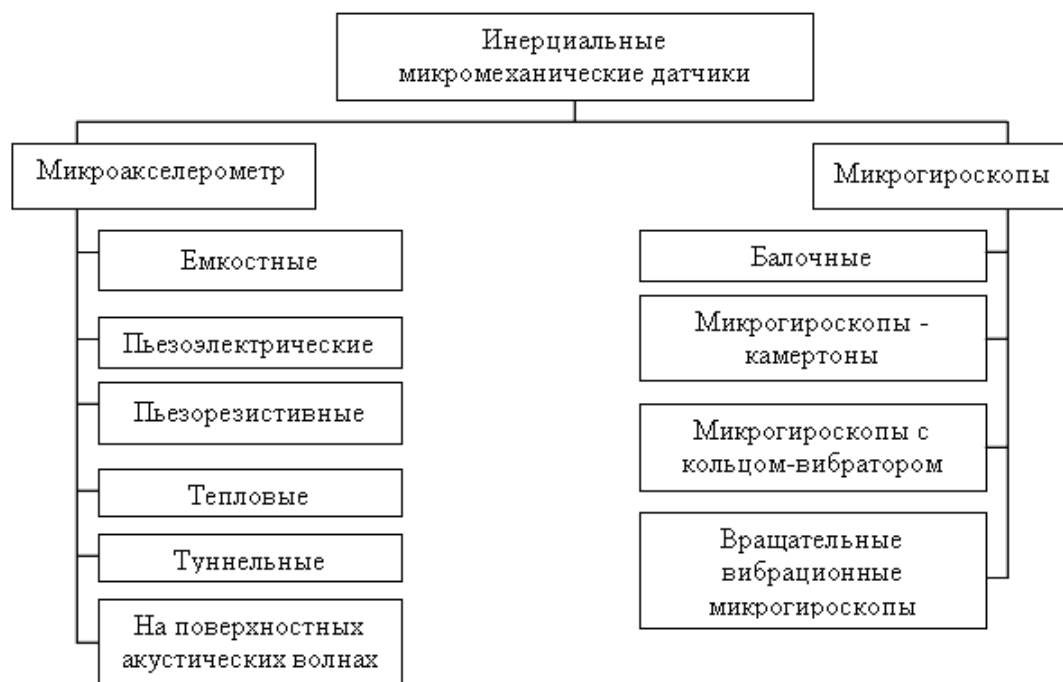 Инерциальные
микромеханические датчики
Микроакселерометр
Микрогироскопы
Емкостные
Пьезоэлектрические
Пьезорезистивные
Тепловые
Туннельные
На поверхностных
акустических волнах
Балочные
Микрогироскопы -
камертоны
Микрогироскопы с
кольцом-вибратором
Вращательные
вибрационные
микрогироскопы